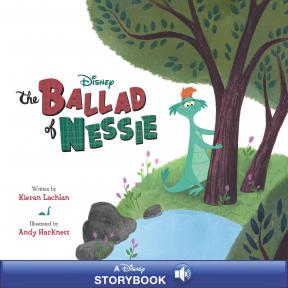 Disney
the BALLAD
of NESSIE
Written by
Kieran Lachlan
Illustrated by
Andy Harkness
A Disney
STORYBOOK